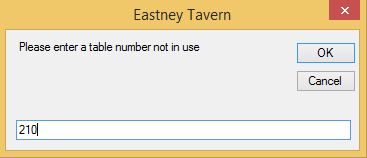 Eastney Tavern
Please enter a table number not in use
OK
Cancel
210